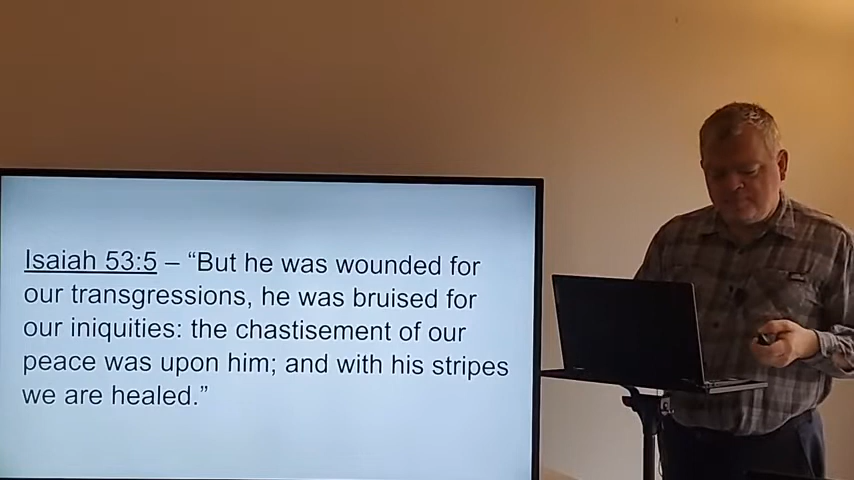 Isaiah 53:5 – “But he was wounded for
our transgressions, he was bruised for
our iniquities: the chastisement of our
peace was upon him; and with his stripes
we are healed.”